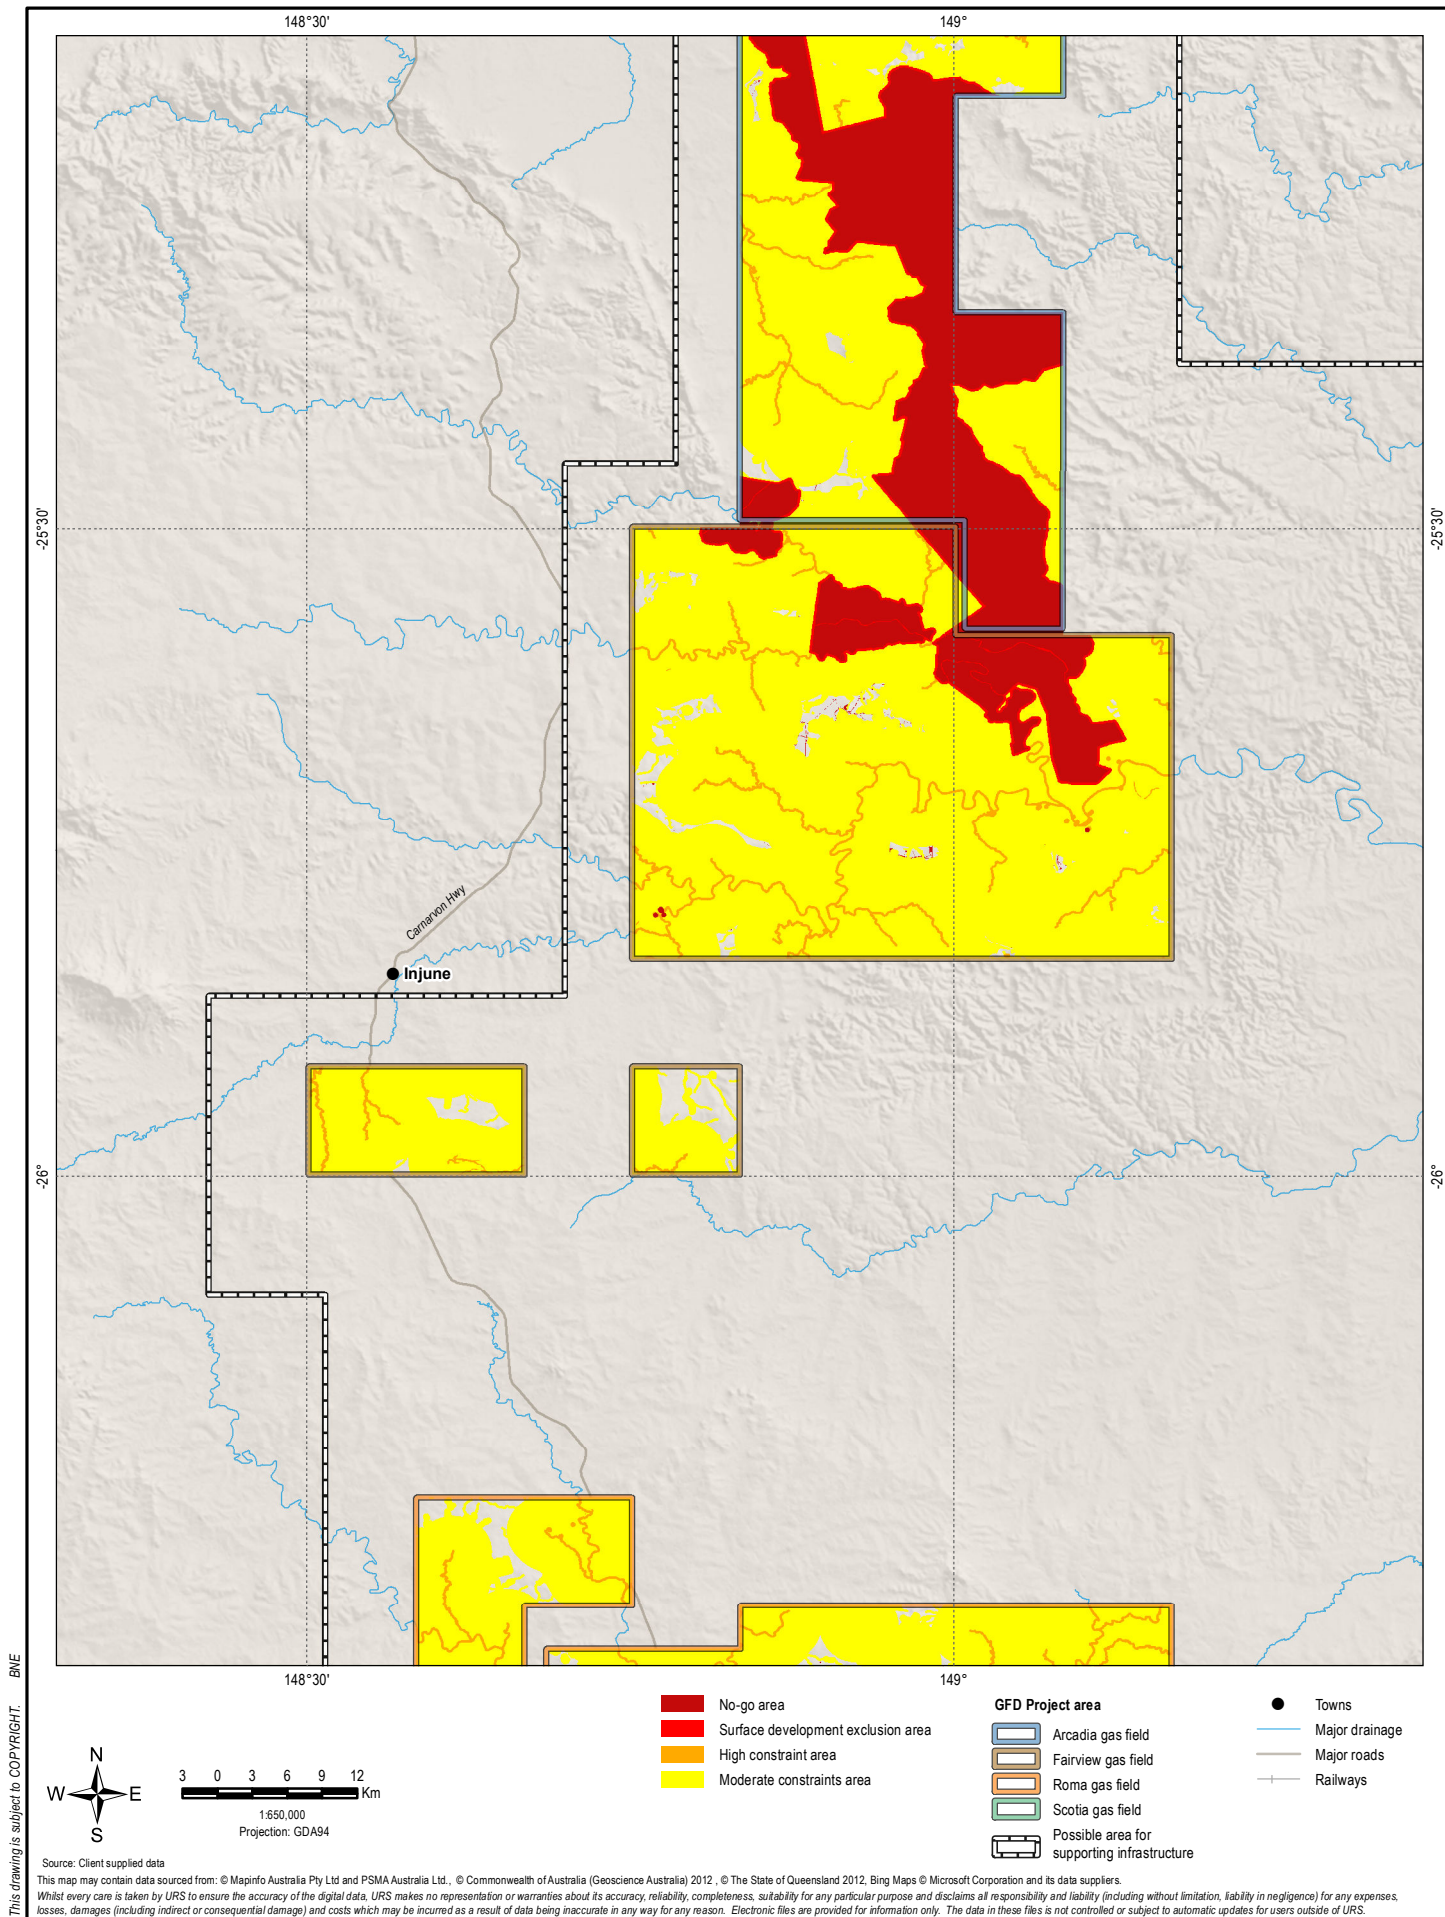 148°30'
149°
-25°30'
-25°30'
Carnarvon Hwy
Injune
-26°
-26°
148°30'
149°
This drawing is subject to COPYRIGHT. BNE
N
W
E
S
3 0 3 6 9 12
Km
1:650,000
Projection: GDA94
No-go area
Surface development exclusion area
High constraint area
Moderate constraints area
GFD Project area
Arcadia gas field
Fairview gas field
Roma gas field
Scotia gas field
Possible area for
supporting infrastructure
Towns
Major drainage
Major roads
Railways
Source: Client supplied data
This map may contain data sourced from: © Mapinfo Australia Pty Ltd and PSMA Australia Ltd., © Commonwealth of Australia (Geoscience Australia) 2012 , © The State of Queensland 2012, Bing Maps © Microsoft Corporation and its data suppliers.
Whilst every care is taken by URS to ensure the accuracy of the digital data, URS makes no representation or warranties about its accuracy, reliability, completeness, suitability for any particular purpose and disclaims all responsibility and liability (including without limitation, liability in negligence) for any expenses,
losses, damages (including indirect or consequential damage) and costs which may be incurred as a result of data being inaccurate in any way for any reason. Electronic files are provided for information only. The data in these files is not controlled or subject to automatic updates for users outside of URS.